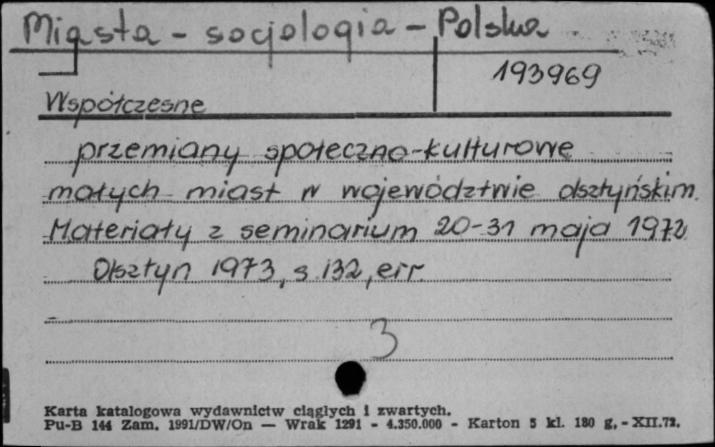 Miasta - socjologia - Polska
193969
Współczesne
przemiany społeczno-kulturowe
małych miast w województwie olsztyńskim.
Materiały z seminarium 20-31 maja 1972
Olsztyn 1973, s. 132, err.
3
Karta katalogowa wydawnictw ciągłych i zwartych.
Pu-B 144 Zam. 1991/DW/On — Wrak 1291 - 4.350.000 - Karton 5 kl. 180 g. - XII.72.